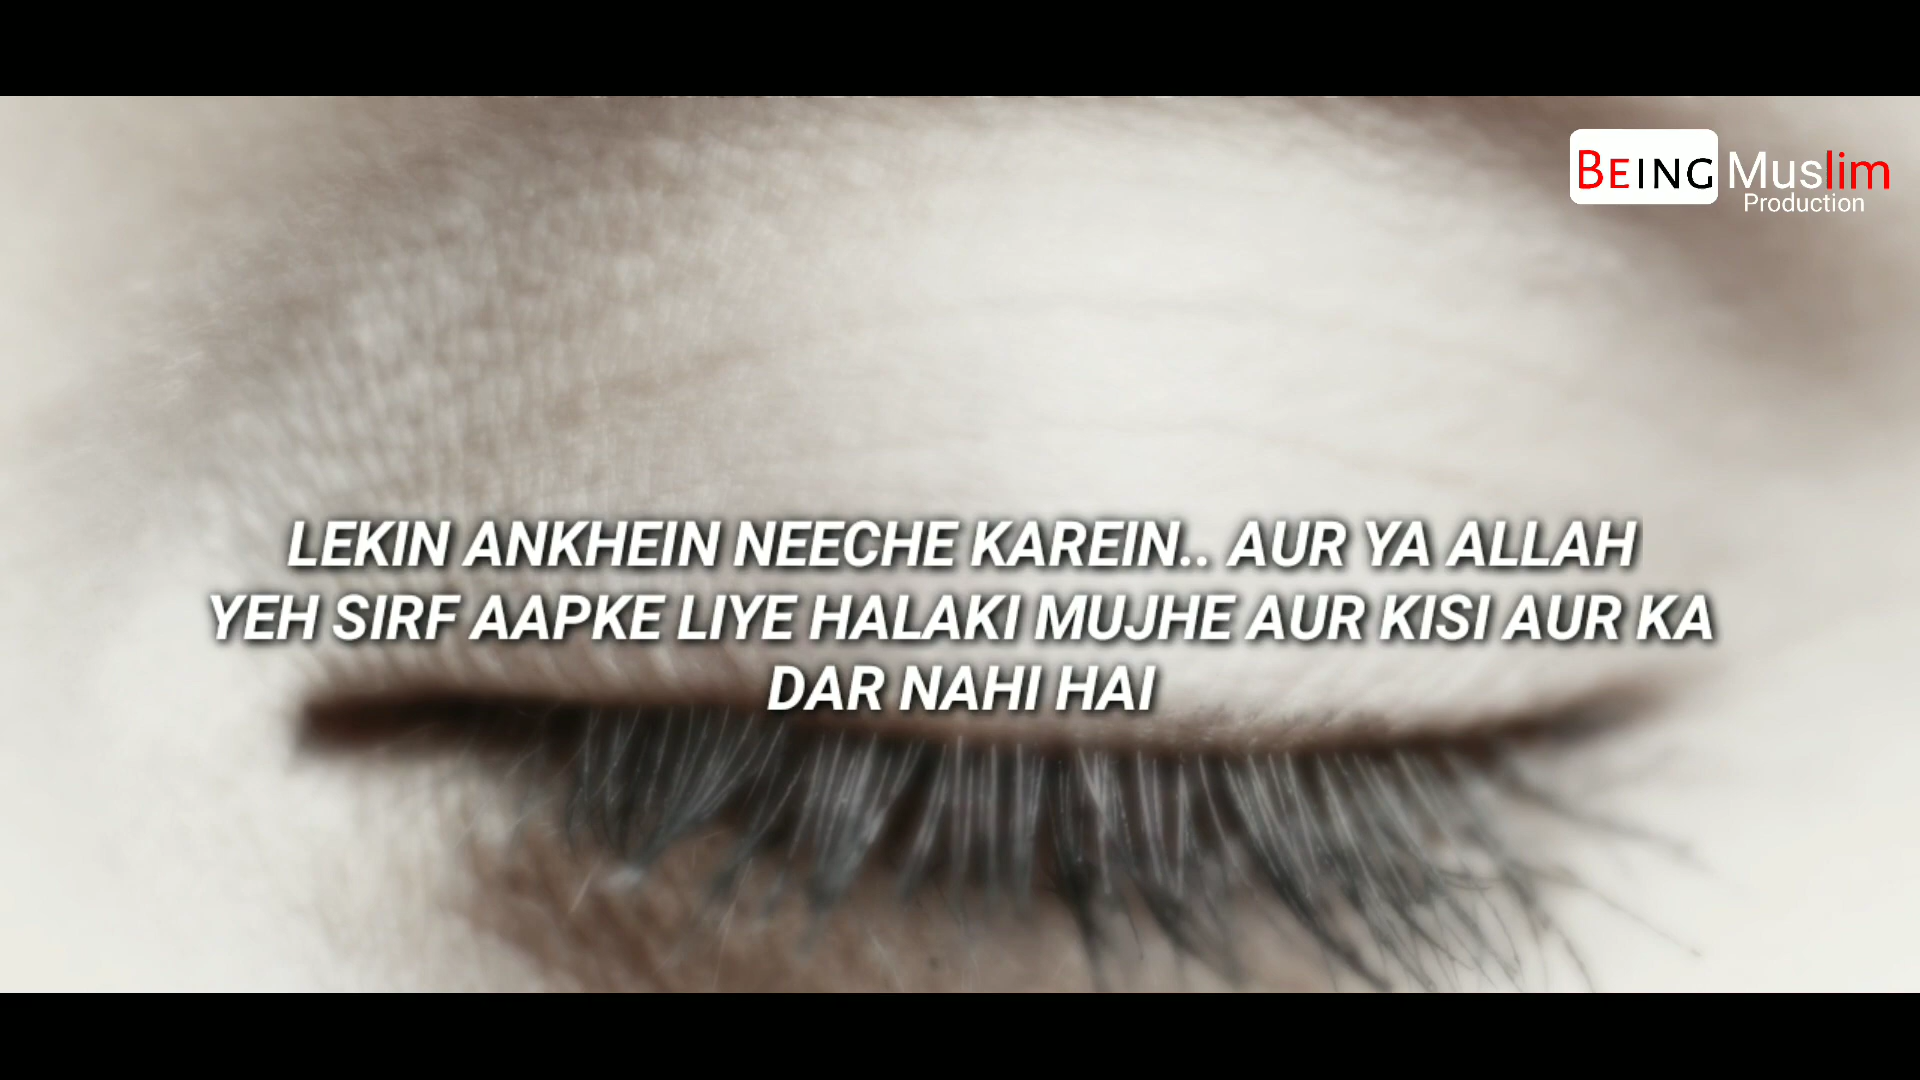 BEING Muslim
Production
LEKIN ANKHEIN NEECHE KAREIN.. AUR YA ALLAH
YEH SIRF AAPKE LIYE HALAKI MUJHE AUR KISI AUR KA
DAR NAHI HAI